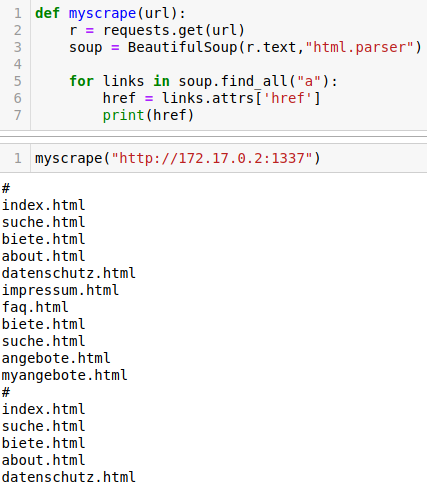 1 def myscrape(url):
2     r = requests.get(url)
3     soup = BeautifulSoup(r.text,"html.parser")
4
5     for links in soup.find_all("a"):
6         href = links.attrs['href']
7         print(href)
1 myscrape("http://172.17.0.2:1337")
#
index.html
suche.html
biete.html
about.html
datenschutz.html
impressum.html
faq.html
biete.html
suche.html
angebote.html
myangebote.html
#
index.html
suche.html
biete.html
about.html
datenschutz.html